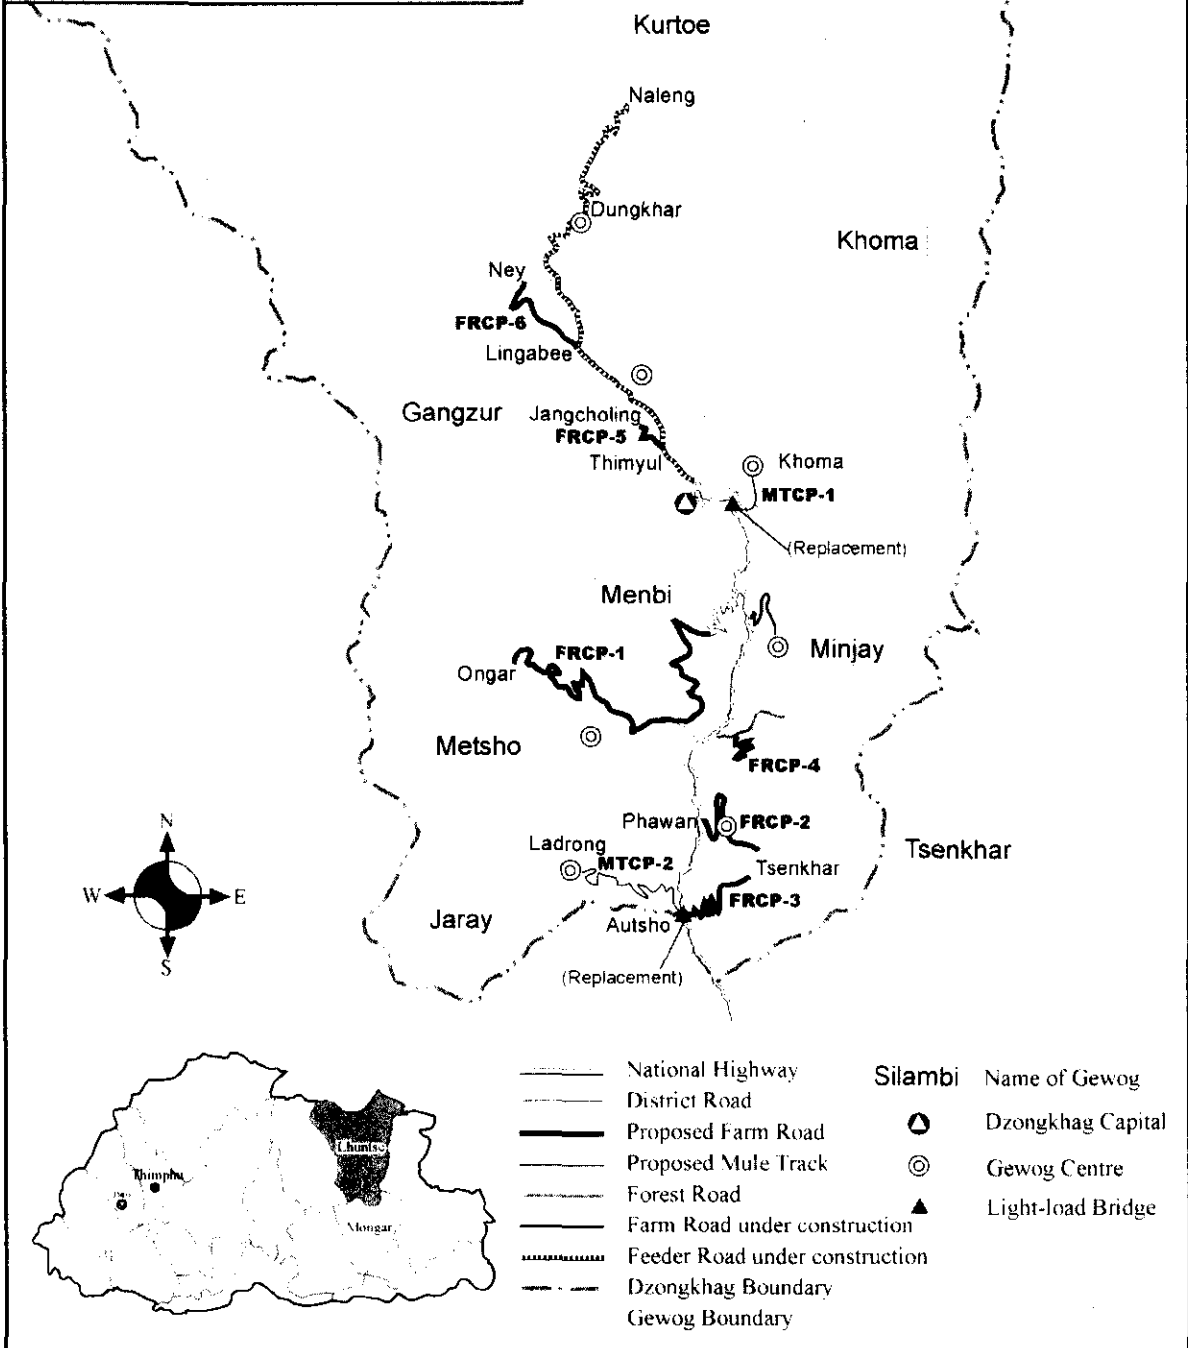 Kurtoe
Naleng
Dungkhar
Khoma
Ney
FRCP-6
Lingabee
Gangzur
Jangcholing
FRCP-5
Thimyul
Khoma
MTCP-1
(Replacement)
Menbi
FRCP-1
Minjay
Ongar
Metsho
FRCP-4
N
Phawan
FRCP-2
Ladrong
MTCP-2
Tsenkhar
Tsenkhar
W
E
FRCP-3
Jaray
Autsho
S
(Replacement)
National Highway
District Road
Proposed Farm Road
Proposed Mule Track
Forest Road
Farm Road under construction
Feeder Road under construction
Dzongkhag Boundary
Gewog Boundary
Silambi Name of Gewog
Dzongkhag Capital
Gewog Centre
Light-load Bridge
Lhuntse
Thimphu
Mongar